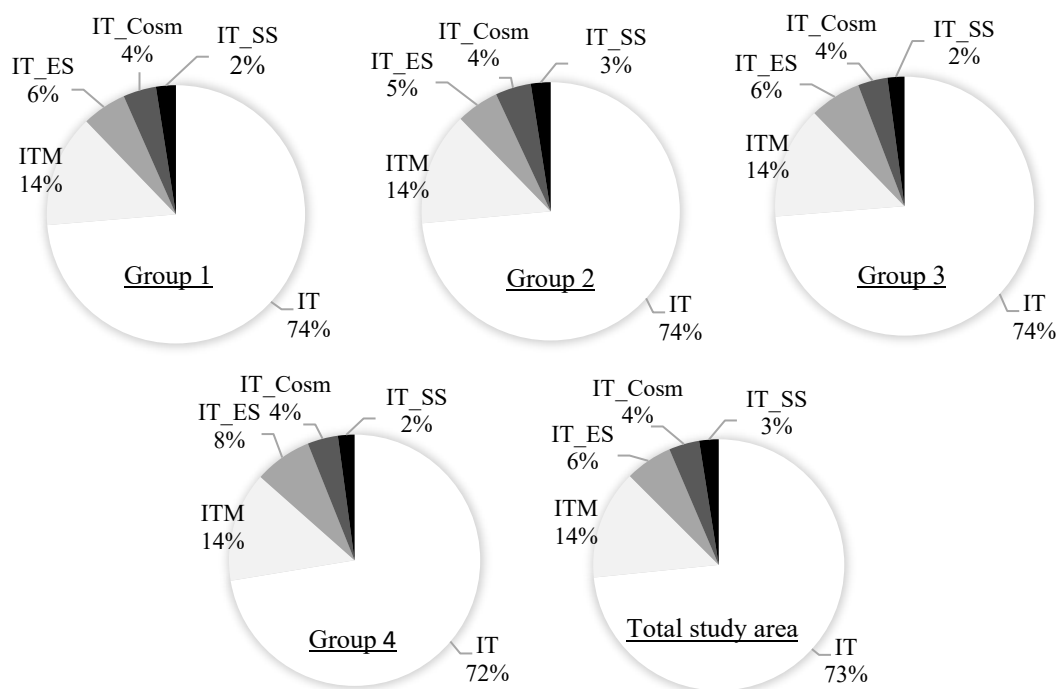 IT_Cosm
4%
IT_SS
2%
IT_ES
6%
ITM
14%
Group 1
IT
74%
IT_Cosm
4%
IT_SS
3%
IT_ES
5%
ITM
14%
Group 2
IT
74%
IT_Cosm
4%
IT_SS
2%
IT_ES
6%
ITM
14%
Group 3
IT
74%
IT_Cosm
4%
IT_SS
2%
IT_ES
8%
ITM
14%
Group 4
IT
72%
IT_Cosm
4%
IT_SS
3%
IT_ES
6%
ITM
14%
Total study area
IT
73%